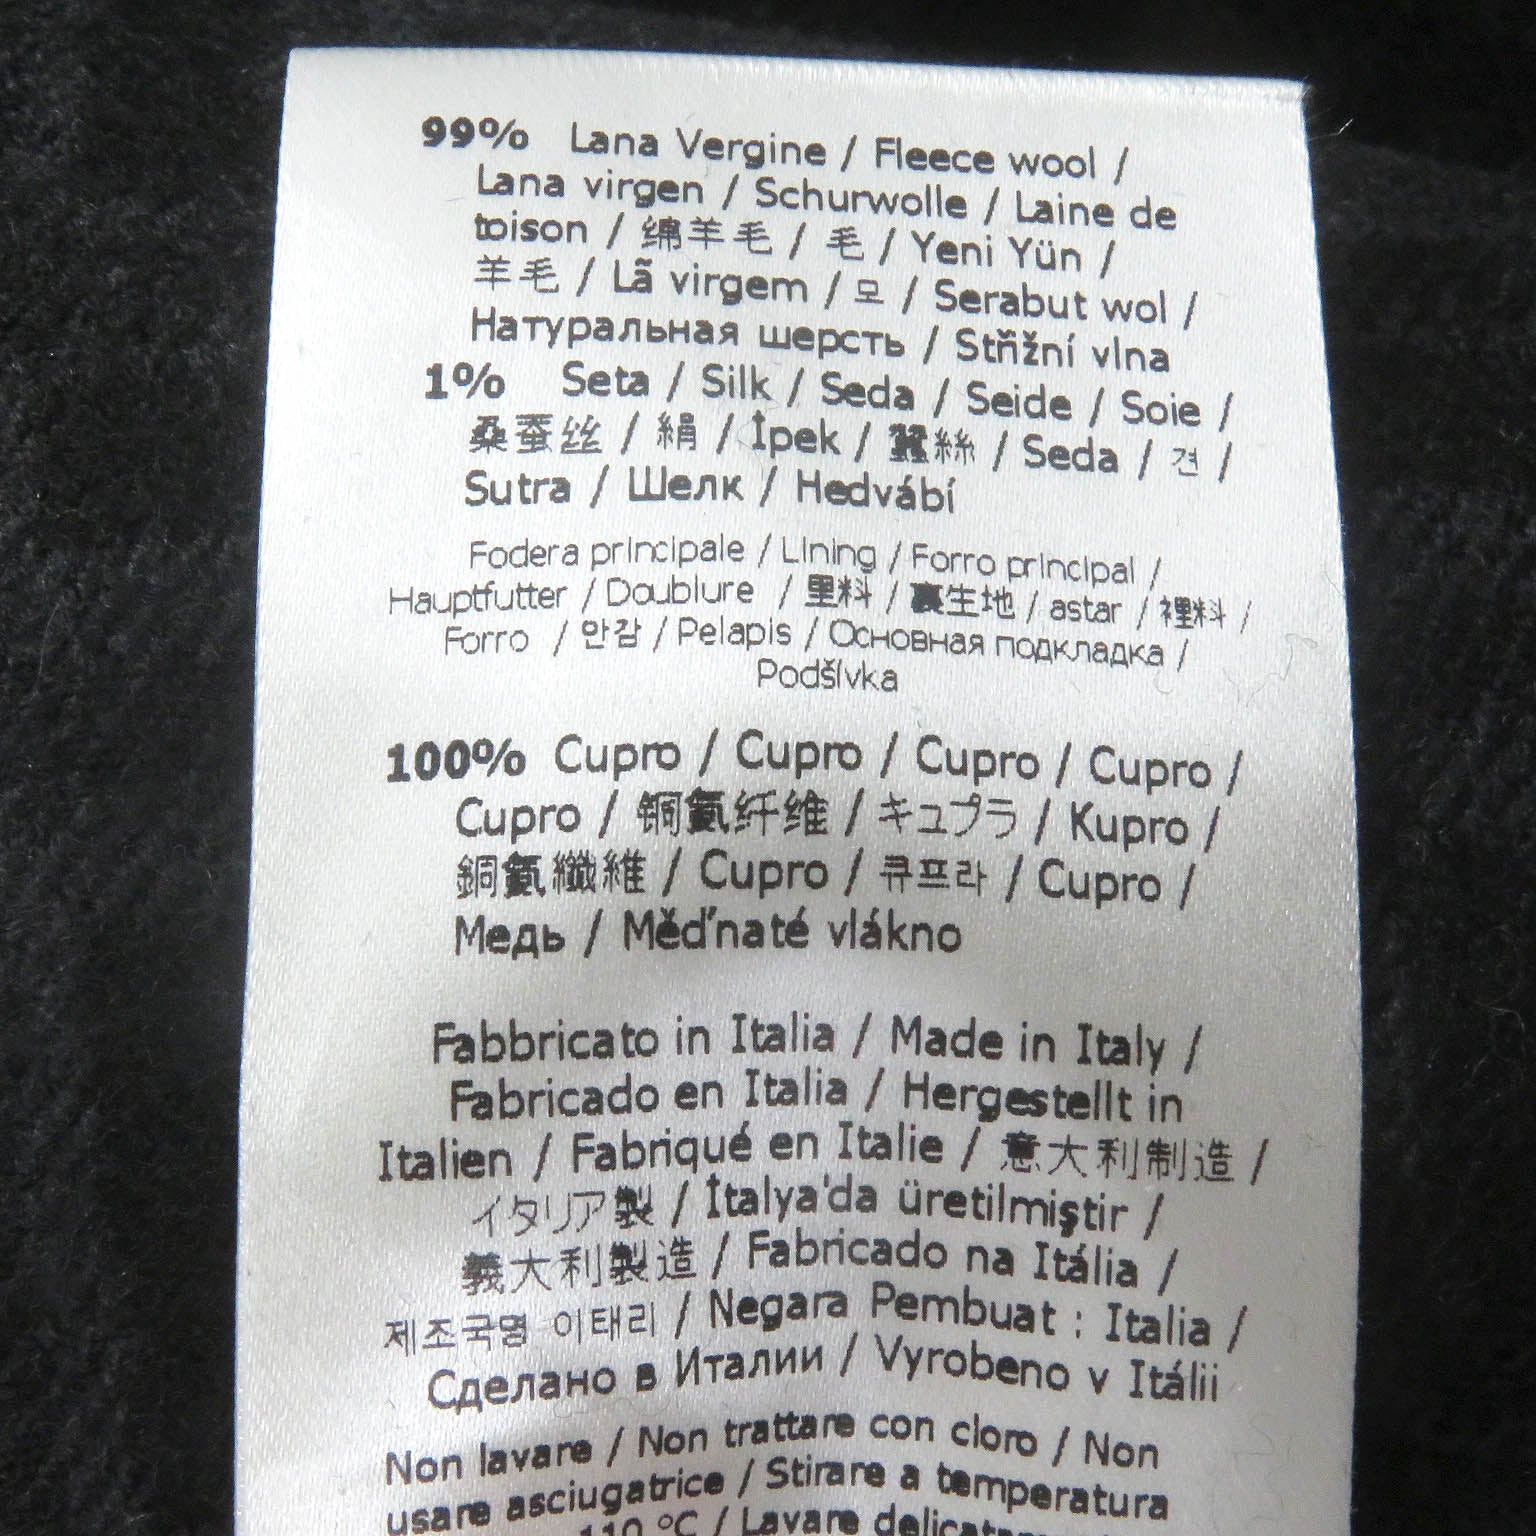 99% Lana Vergine / Fleece wool /
Lana virgen / Schurwolle / Laine de
toison / 绵羊毛 / 毛 / Yeni Yün /
羊毛 / Lã virgem / 모 / Serabut wol /
Натуральная шерсть / Střižní vlna
1% Seta / Silk / Seda / Seide / Soie /
桑蚕丝 / 絹 / İpek / 蠶絲 / Seda / 견 /
Sutra / Шелк / Hedvábí
Fodera principale / Lining / Forro principal /
Hauptfutter / Doublure / 里料 / 裏生地 / astar / 裡料 /
Forro / 안감 / Pelapis / Основная подкладка /
Podšívka
100% Cupro / Cupro / Cupro / Cupro /
Cupro / 铜氨纤维 / キュプラ / Kupro /
銅氨纖維 / Cupro / 큐프라 / Cupro /
Медь / Měďnaté vlákno
Fabbricato in Italia / Made in Italy /
Fabricado en Italia / Hergestellt in
Italien / Fabriqué en Italie / 意大利制造 /
イタリア製 / İtalya'da üretilmiştir /
義大利製造 / Fabricado na Itália /
제조국명 이태리 / Negara Pembuat : Italia /
Сделано в Италии / Vyrobeno v Itálii
Non lavare / Non trattare con cloro / Non
usare asciugatrice / Stirare a temperatura
110 °C / Lavare